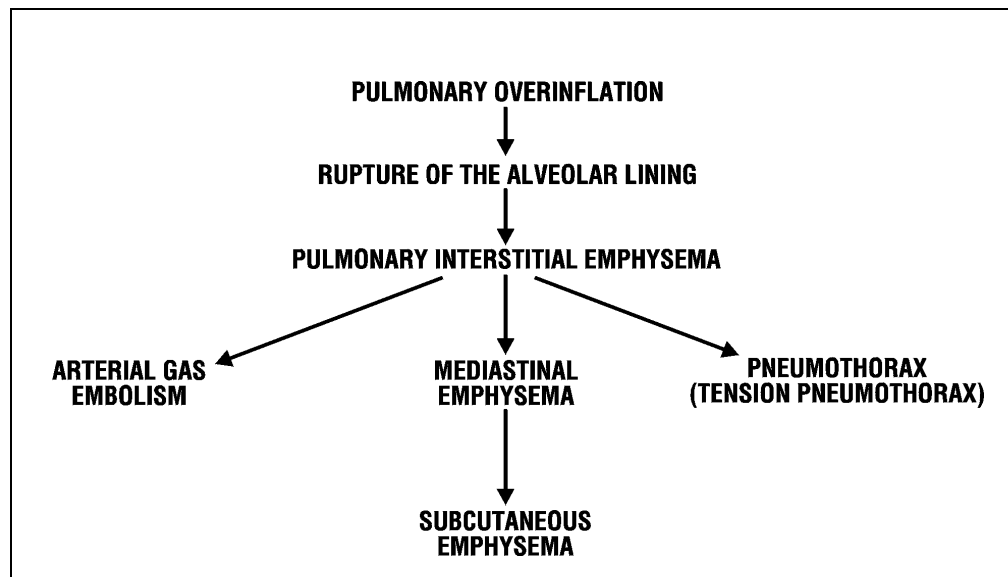 PULMONARY OVERINFLATION
RUPTURE OF THE ALVEOLAR LINING
PULMONARY INTERSTITIAL EMPHYSEMA
ARTERIAL GAS
EMBOLISM
MEDIASTINAL
EMPHYSEMA
PNEUMOTHORAX
(TENSION PNEUMOTHORAX)
SUBCUTANEOUS
EMPHYSEMA